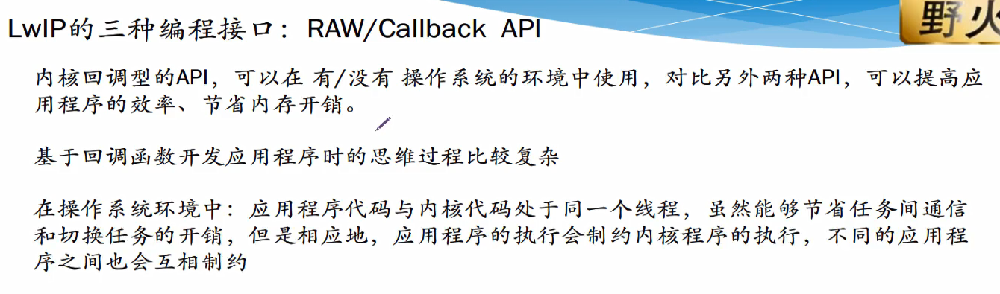 LwIP的三种编程接口：RAW/Callback API
野火
内核回调型的API，可以在 有/没有 操作系统的环境中使用，对比另外两种API，可以提高应
用程序的效率、节省内存开销。
基于回调函数开发应用程序时的思维过程比较复杂
在操作系统环境中：应用程序代码与内核代码处于同一个线程，虽然能够节省任务间通信
和切换任务的开销，但是相应地，应用程序的执行会制约内核程序的执行，不同的应用程
序之间也会互相制约